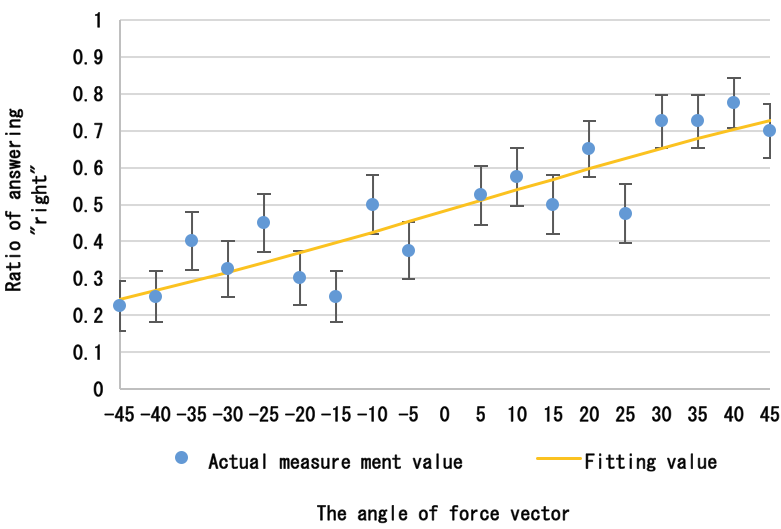 1
0.9
0.8
0.7
0.6
0.5
0.4
0.3
0.2
0.1
0
Ratio of answering
"right"
-45 -40 -35 -30 -25 -20 -15 -10 -5 0 5 10 15 20 25 30 35 40 45
Actual measure ment value Fitting value
The angle of force vector